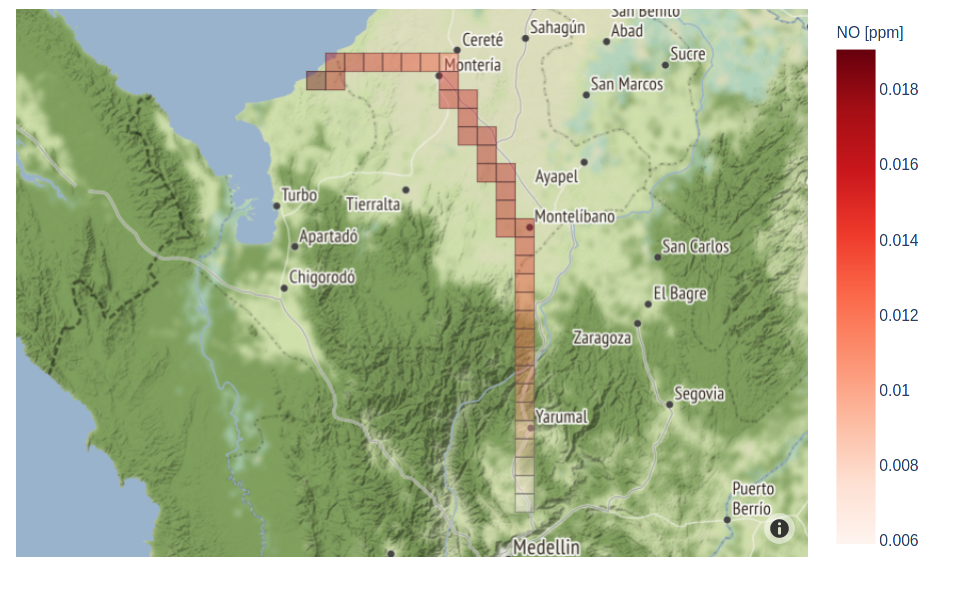 NO [ppm]
San Benito
Abad
Sahagún
Cereté
Sucre
Montería
San Marcos
0.018
0.016
Ayapel
Turbo
Tierralta
Montelíbano
Apartadó
San Carlos
0.014
Chigorodó
El Bagre
0.012
Zaragoza
Segovia
0.01
Yarumal
0.008
Puerto
Berrío
0.006
Medellin